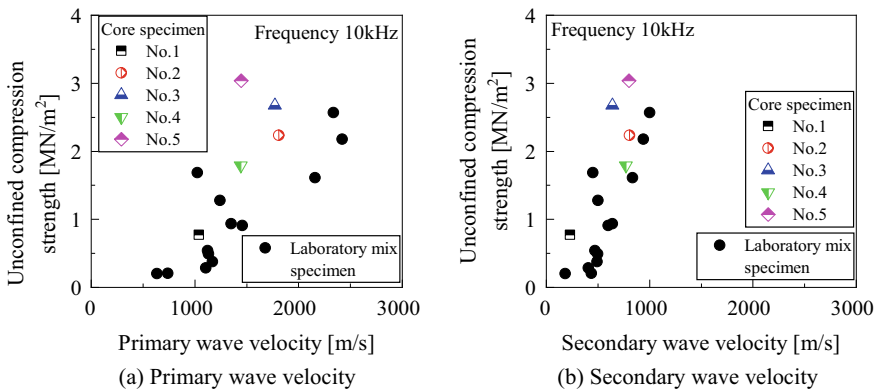 Unconfined compression
strength [MN/m²]
4
3
2
1
0
Core specimen
No.1
No.2
No.3
No.4
No.5
Frequency 10kHz
Laboratory mix
specimen
0
1000
2000
3000
Primary wave velocity [m/s]
(a) Primary wave velocity
Unconfined compression
strength [MN/m²]
4
3
2
1
0
Frequency 10kHz
Core specimen
No.1
No.2
No.3
No.4
No.5
Laboratory mix
specimen
0
1000
2000
3000
Secondary wave velocity [m/s]
(b) Secondary wave velocity